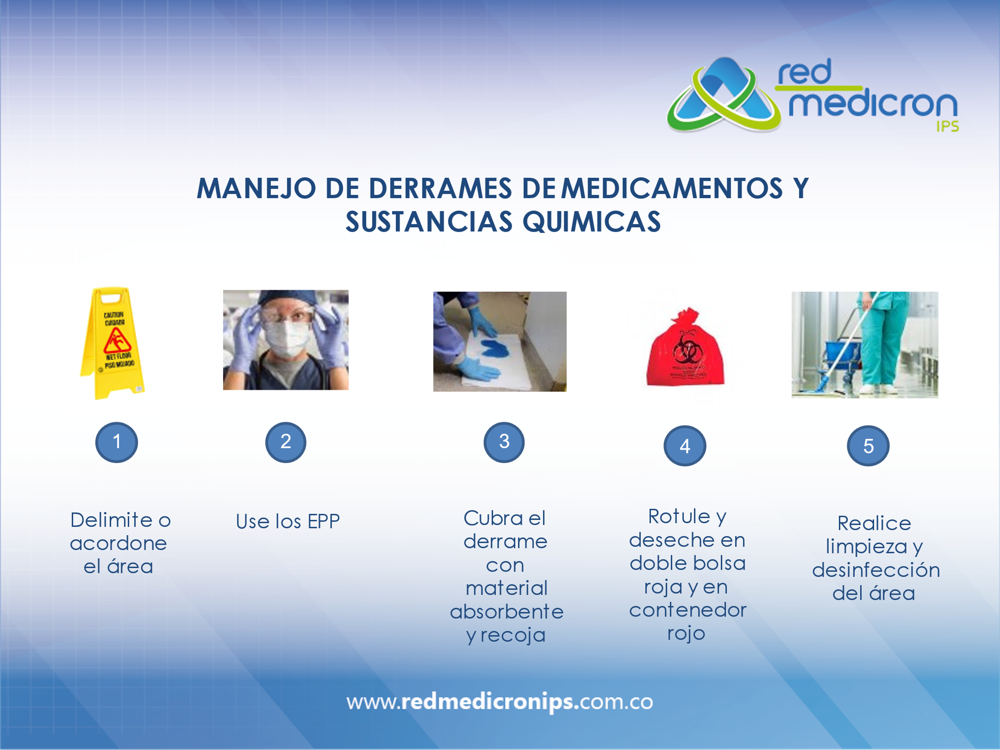 red
medicron
IPS
MANEJO DE DERRAMES DE MEDICAMENTOS Y
SUSTANCIAS QUIMICAS
CAUTION
CUIDADO
WET FLOOR
PISO MOJADO
1
2
3
4
5
Delimite o
acordone
el área
Use los EPP
Cubra el
derrame
con
material
absorbente
y recoja
Rotule y
deseche en
doble bolsa
roja y en
contenedor
rojo
Realice
limpieza y
desinfección
del área
www.redmedicronips.com.co